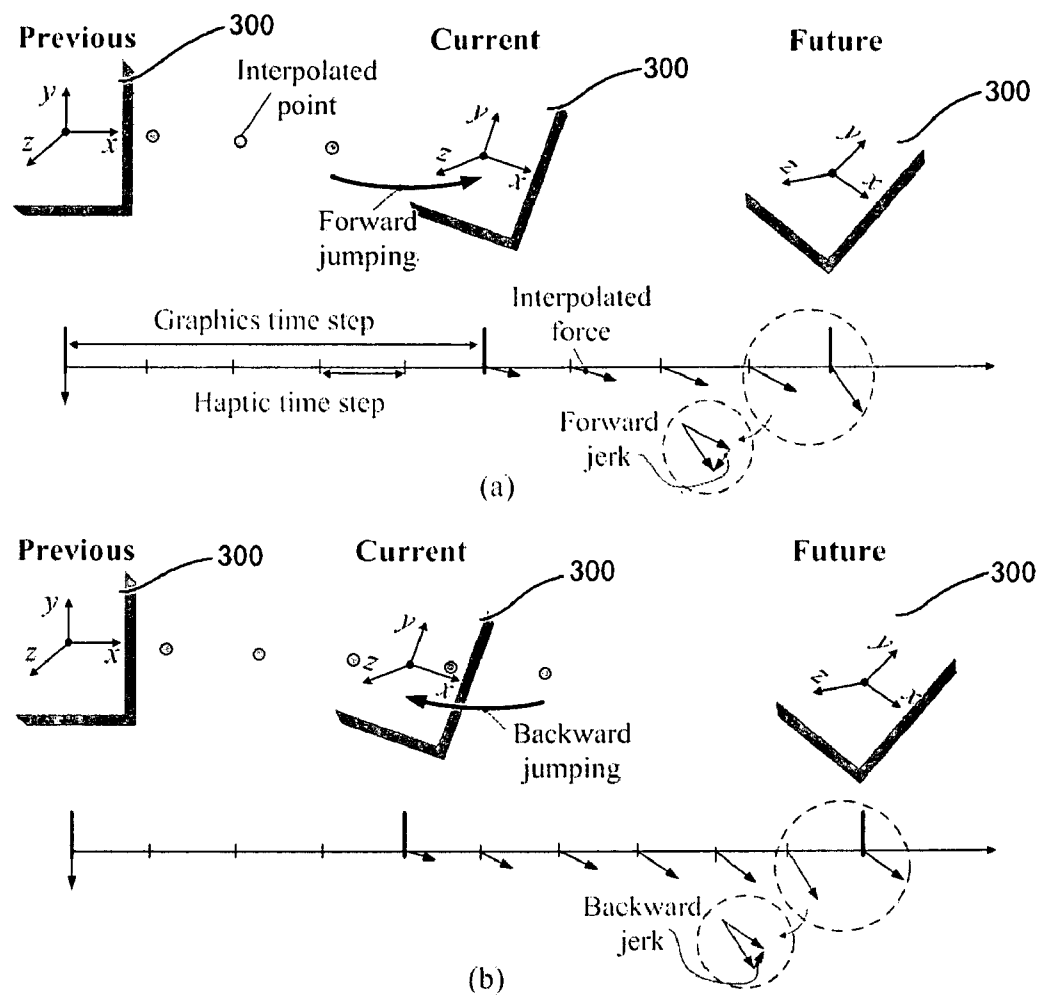 Previous
300
Current
Future
Interpolated
point
300
300
y
z
x
y
z
x
y
z
x
Forward
jumping
Graphics time step
Interpolated
force
Haptic time step
Forward
jerk
(a)
Previous
300
Current
300
Future
300
y
z
x
y
z
x
y
z
x
Backward
jumping
Backward
jerk
(b)